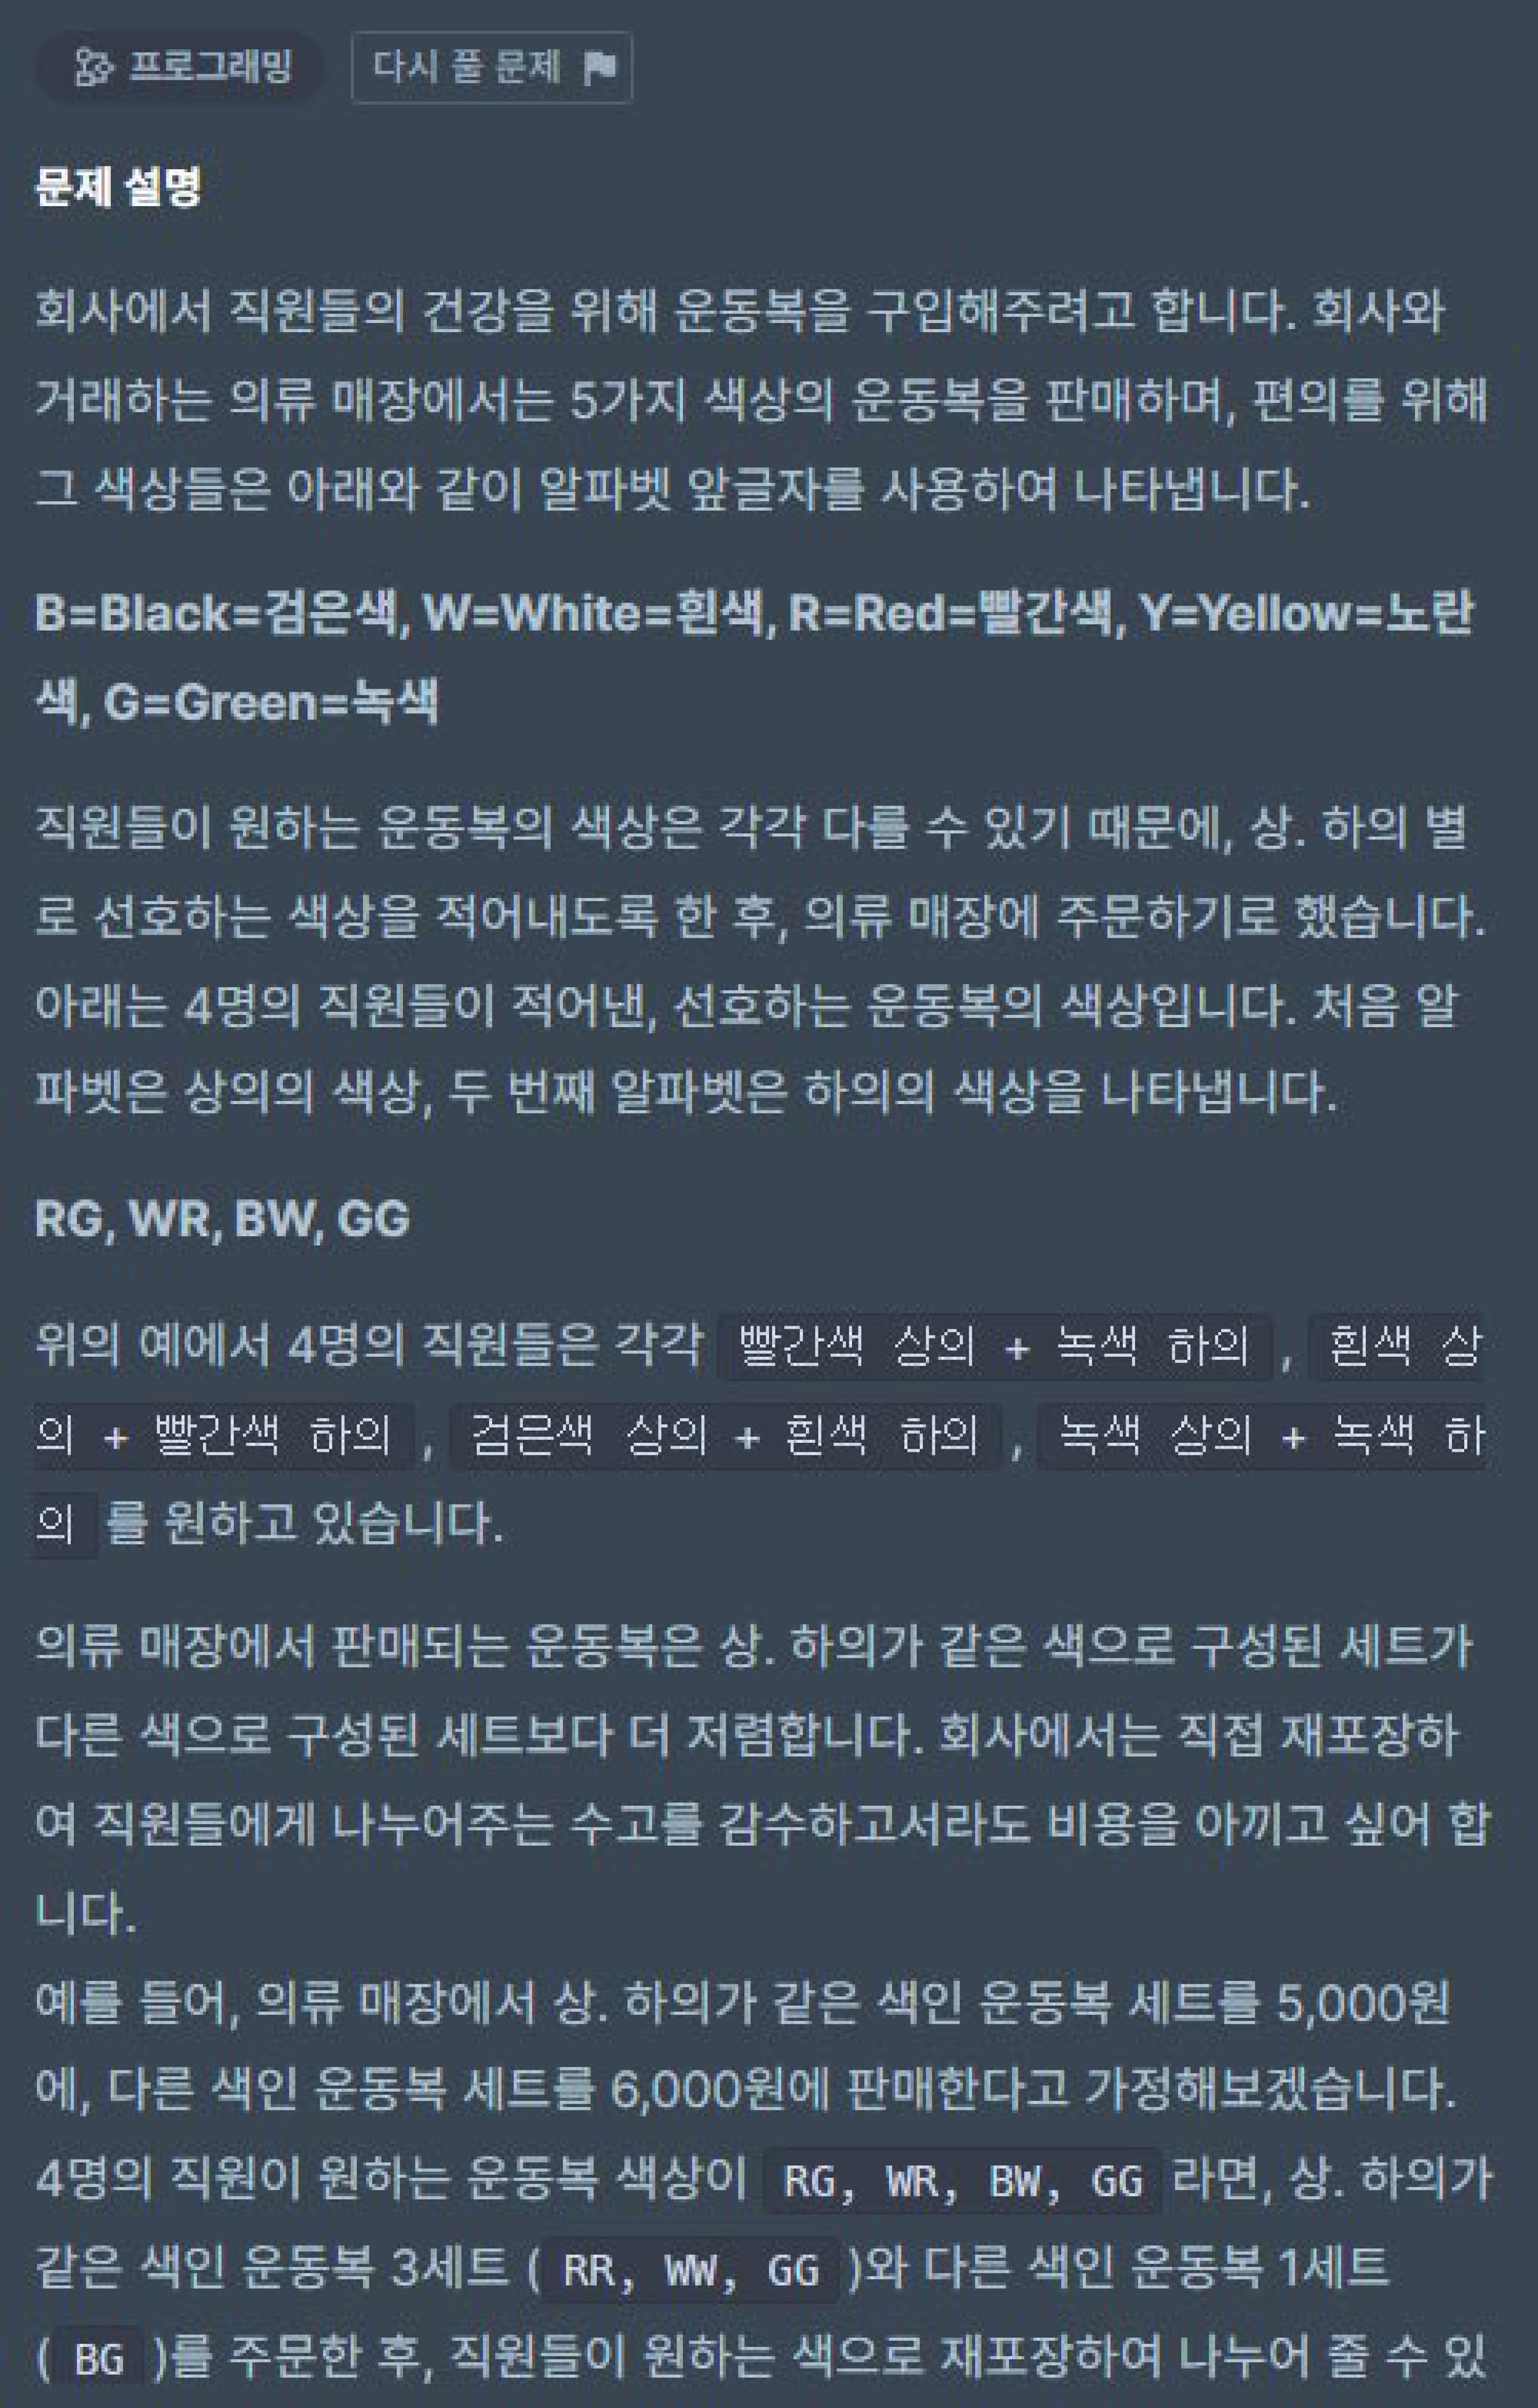 프로그래밍 다시 풀 문제
문제 설명
회사에서 직원들의 건강을 위해 운동복을 구입해주려고 합니다. 회사와
거래하는 의류 매장에서는 5가지 색상의 운동복을 판매하며, 편의를 위해
그 색상들은 아래와 같이 알파벳 앞글자를 사용하여 나타냅니다.
B=Black=검은색, W=White=흰색, R=Red=빨간색, Y=Yellow=노란
색, G=Green=녹색
직원들이 원하는 운동복의 색상은 각각 다를 수 있기 때문에, 상. 하의 별
로 선호하는 색상을 적어내도록 한 후, 의류 매장에 주문하기로 했습니다.
아래는 4명의 직원들이 적어낸, 선호하는 운동복의 색상입니다. 처음 알
파벳은 상의의 색상, 두 번째 알파벳은 하의의 색상을 나타냅니다.
RG, WR, BW, GG
위의 예에서 4명의 직원들은 각각 빨간색 상의 + 녹색 하의 , 흰색 상
의 + 빨간색 하의 , 검은색 상의 + 흰색 하의 , 녹색 상의 + 녹색 하
의 를 원하고 있습니다.
의류 매장에서 판매되는 운동복은 상. 하의가 같은 색으로 구성된 세트가
다른 색으로 구성된 세트보다 더 저렴합니다. 회사에서는 직접 재포장하
여 직원들에게 나누어주는 수고를 감수하고서라도 비용을 아끼고 싶어 합
니다.
예를 들어, 의류 매장에서 상. 하의가 같은 색인 운동복 세트를 5,000원
에, 다른 색인 운동복 세트를 6,000원에 판매한다고 가정해보겠습니다.
4명의 직원이 원하는 운동복 색상이 RG, WR, BW, GG 라면, 상. 하의가
같은 색인 운동복 3세트 ( RR, WW, GG )와 다른 색인 운동복 1세트
( BG )를 주문한 후, 직원들이 원하는 색으로 재포장하여 나누어 줄 수 있